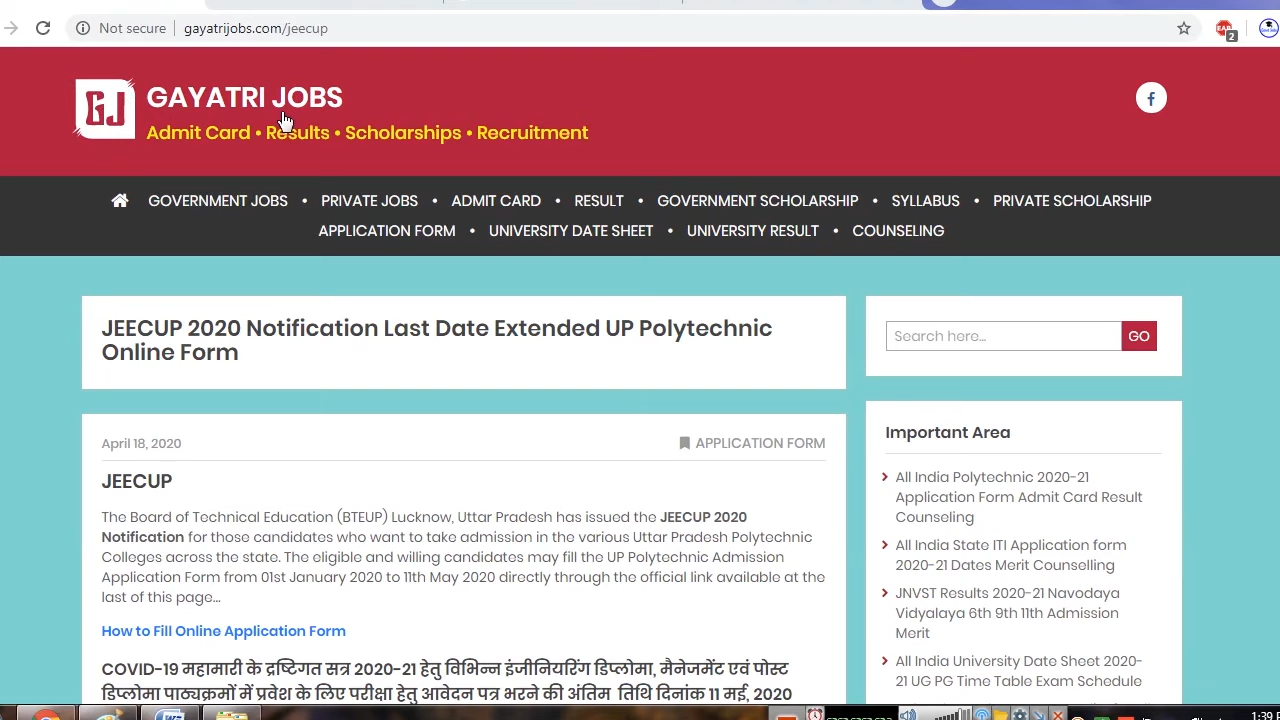 Not secure gayatrijobs.com/jeecup
2
GJ GAYATRI JOBS
Admit Card • Results • Scholarships • Recruitment
GOVERNMENT JOBS • PRIVATE JOBS • ADMIT CARD • RESULT • GOVERNMENT SCHOLARSHIP • SYLLABUS • PRIVATE SCHOLARSHIP
APPLICATION FORM • UNIVERSITY DATE SHEET • UNIVERSITY RESULT • COUNSELING
JEECUP 2020 Notification Last Date Extended UP Polytechnic
Online Form
April 18, 2020 APPLICATION FORM
JEECUP
The Board of Technical Education (BTEUP) Lucknow, Uttar Pradesh has issued the JEECUP 2020
Notification for those candidates who want to take admission in the various Uttar Pradesh Polytechnic
Colleges across the state. The eligible and willing candidates may fill the UP Polytechnic Admission
Application Form from 01st January 2020 to 11th May 2020 directly through the official link available at the
last of this page...
How to Fill Online Application Form
COVID-19 महामारी के द्रष्टिगत सत्र 2020-21 हेतु विभिन्न इंजीनियरिंग डिप्लोमा, मैनेजमेंट एवं पोस्ट
डिप्लोमा पाठ्यक्रमों में प्रवेश के लिए परीक्षा हेतु आवेदन पत्र भरने की अंतिम तिथि दिनांक 11 मई, 2020
Search here... GO
Important Area
All India Polytechnic 2020-21
Application Form Admit Card Result
Counseling
All India State ITI Application form
2020-21 Dates Merit Counselling
JNVST Results 2020-21 Navodaya
Vidyalaya 6th 9th 11th Admission
Merit
All India University Date Sheet 2020-
21 UG PG Time Table Exam Schedule